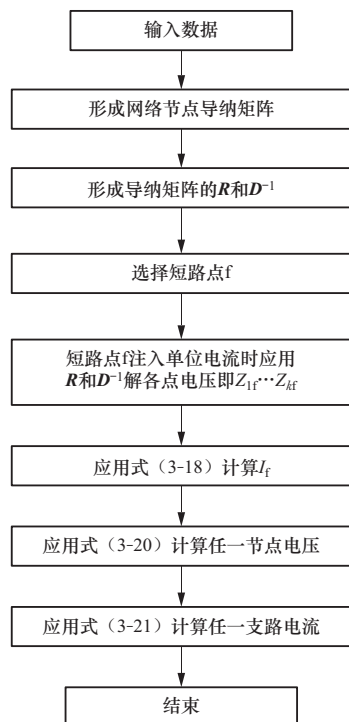 输入数据
形成网络节点导纳矩阵
形成导纳矩阵的R和D⁻¹
选择短路点f
短路点f注入单位电流时应用
R和D⁻¹解各点电压即Z1f⋯Zkf
应用式（3-18）计算If
应用式（3-20）计算任一节点电压
应用式（3-21）计算任一支路电流
结束